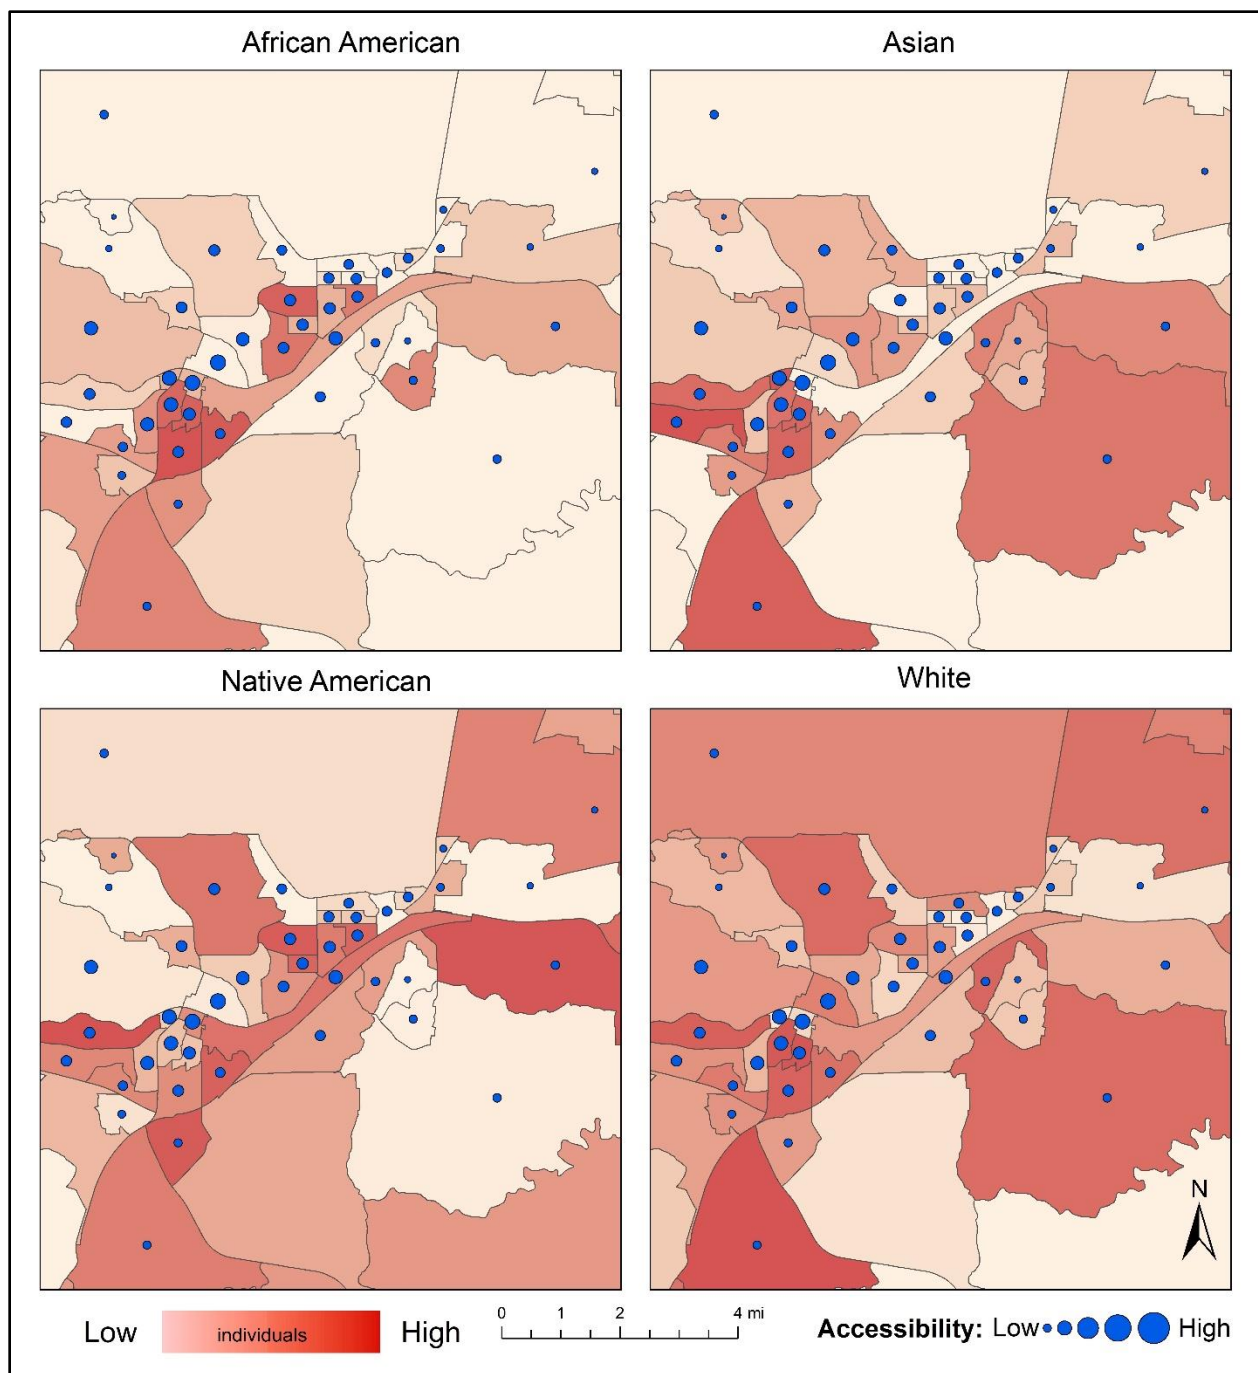 African American
Asian
Native American
White
N
Low individuals High
0 1 2 4 mi
Accessibility: Low High